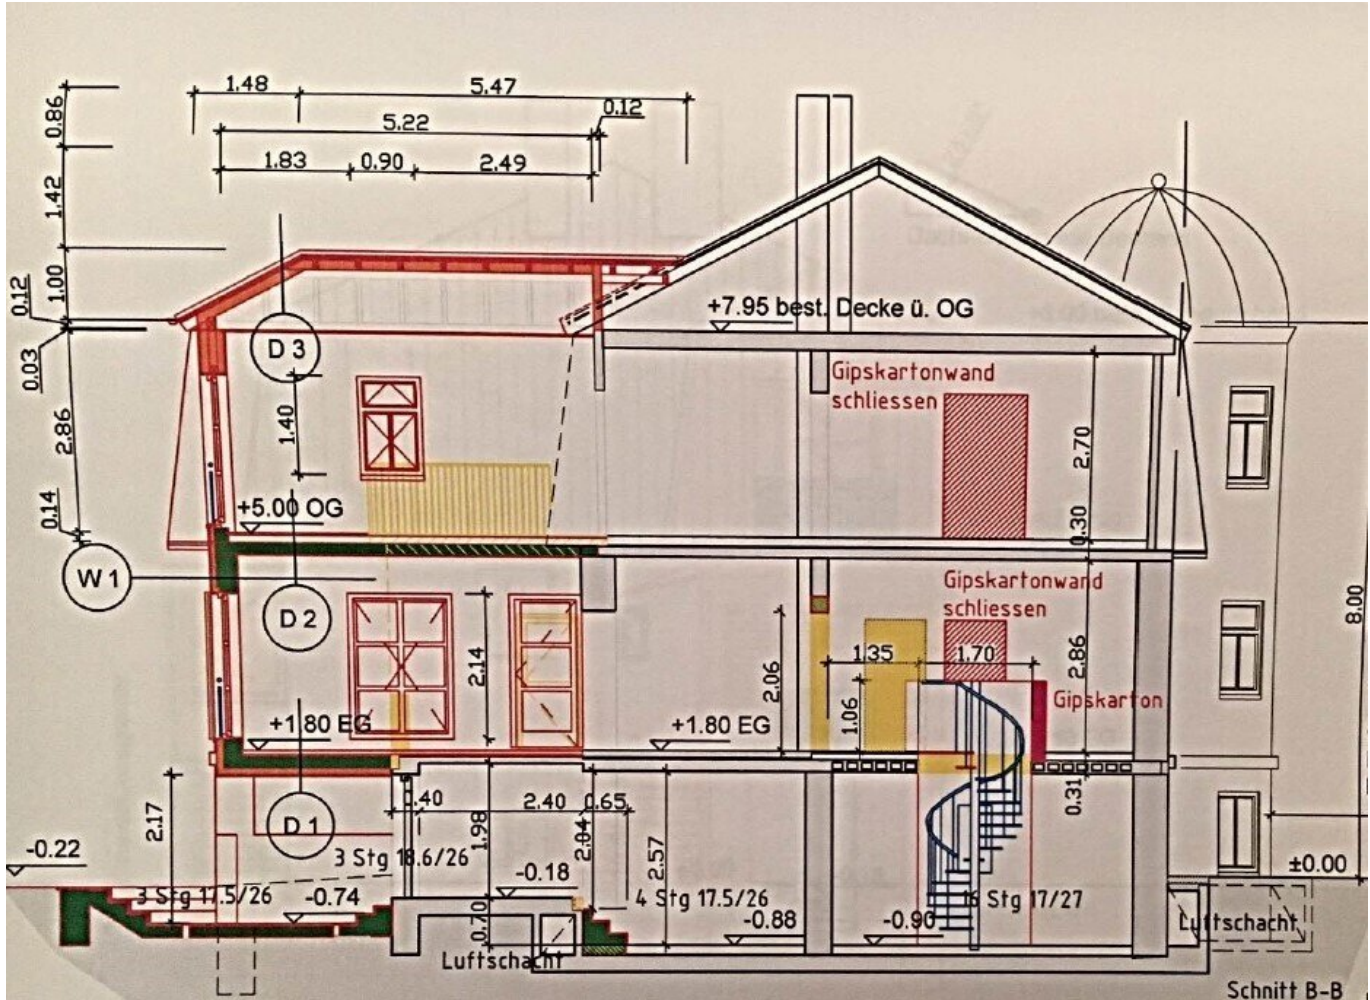 1.48
5.47
0.86
5.22
0.12
1.83
0.90
2.49
1.42
1.00
0.12
0.03
+7.95 best. Decke ü. OG
D 3
Gipskartonwand
schliessen
1.40
2.86
2.70
+5.00 OG
0.14
0.30
W 1
Gipskartonwand
schliessen
D 2
8.00
2.14
1.35
1.70
2.86
2.06
1.06
Gipskarton
+1.80 EG
+1.80 EG
0.31
2.40
0.65
2.17
D 1
1.98
2.04
2.57
-0.22
3 Stg 18.6/26
±0.00
-0.18
3 Stg 17.5/26
-0.74
4 Stg 17.5/26
16 Stg 17/27
0.70
-0.88
-0.90
Luftschacht
Luftschacht
Schnitt B-B